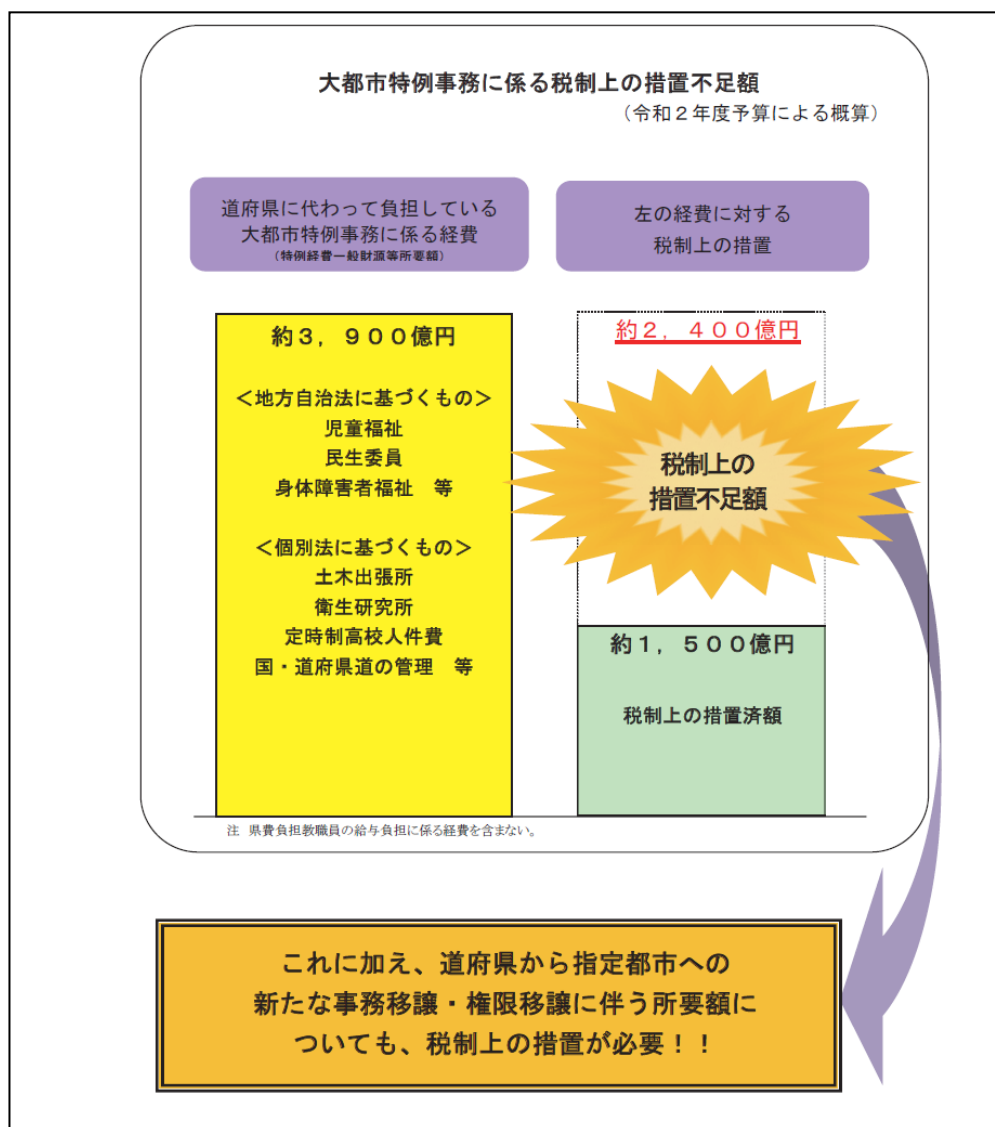 大都市特例事務に係る税制上の措置不足額
（令和２年度予算による概算）
道府県に代わって負担している
大都市特例事務に係る経費
（特例経費一般財源等所要額）
左の経費に対する
税制上の措置
約３，９００億円
＜地方自治法に基づくもの＞
児童福祉
民生委員
身体障害者福祉　等
＜個別法に基づくもの＞
土木出張所
衛生研究所
定時制高校人件費
国・道府県道の管理　等
約２，４００億円
税制上の
措置不足額
約１，５００億円
税制上の措置済額
注　県費負担教職員の給与負担に係る経費を含まない。
これに加え、道府県から指定都市への
新たな事務移譲・権限移譲に伴う所要額に
ついても、税制上の措置が必要！！